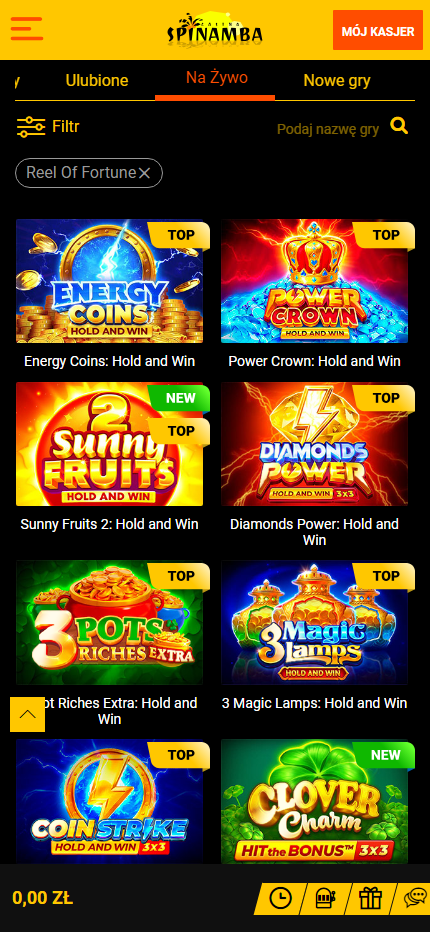 CASINO
SPINAMBA
MÓJ KASJER
y
Ulubione
Na Żywo
Nowe gry
Filtr
Podaj nazwę gry
Reel Of Fortune
TOP
ENERGY
COINS
HOLD AND WIN
TOP
POWER
CROWN
HOLD AND WIN
Energy Coins: Hold and Win
Power Crown: Hold and Win
NEW
TOP
2
Sunny
FRUITS
HOLD AND WIN
TOP
DIAMONDS
POWER
HOLD AND WIN 3X3
Sunny Fruits 2: Hold and Win
Diamonds Power: Hold and
Win
TOP
3 POTS
RICHES EXTRA
TOP
3 Magic
Lamps
HOLD AND WIN
ot Riches Extra: Hold and
Win
3 Magic Lamps: Hold and Win
TOP
COIN STRIKE
HOLD AND WIN 3X3
NEW
CLOVER
Charm
HIT the BONUS™ 3X3
0,00 ZŁ